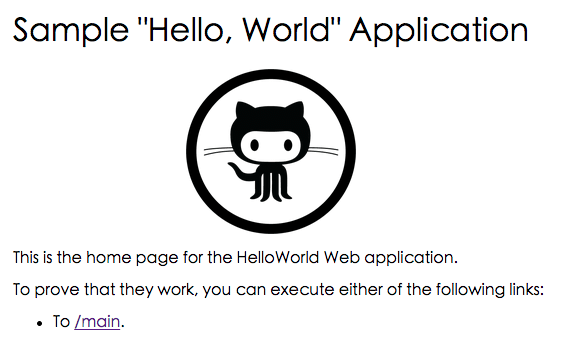 Sample "Hello, World" Application
This is the home page for the HelloWorld Web application.
To prove that they work, you can execute either of the following links:
• To /main.